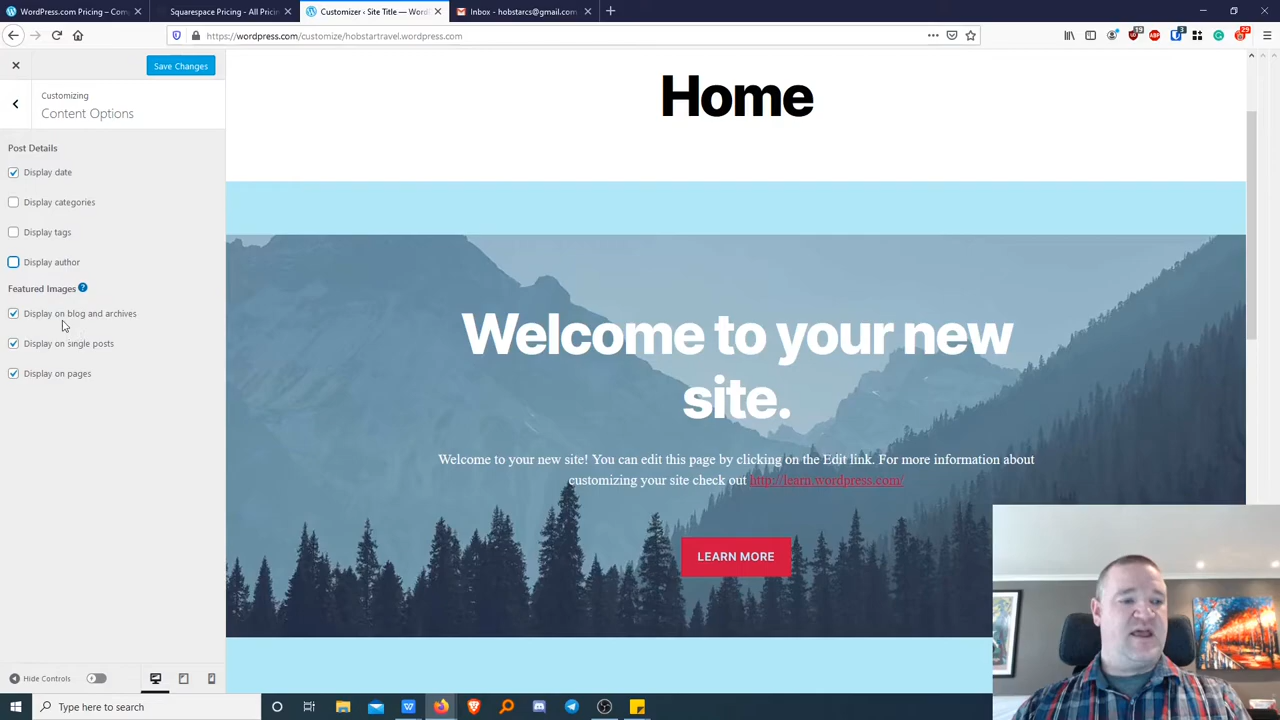 WordPress.com Pricing – Com
Squarespace Pricing - All Pricin
Customizer ‹ Site Title — Word
Inbox - hobstarcs@gmail.com
https://wordpress.com/customize/hobstartravel.wordpress.com
Save Changes
Customizing
Content Options
Post Details
Display date
Display categories
Display tags
Display author
Featured Images
Display on blog and archives
Display on single posts
Display on pages
Hide Controls
Home
Welcome to your new
site.
Welcome to your new site! You can edit this page by clicking on the Edit link. For more information about
customizing your site check out http://learn.wordpress.com/
LEARN MORE
Type here to search